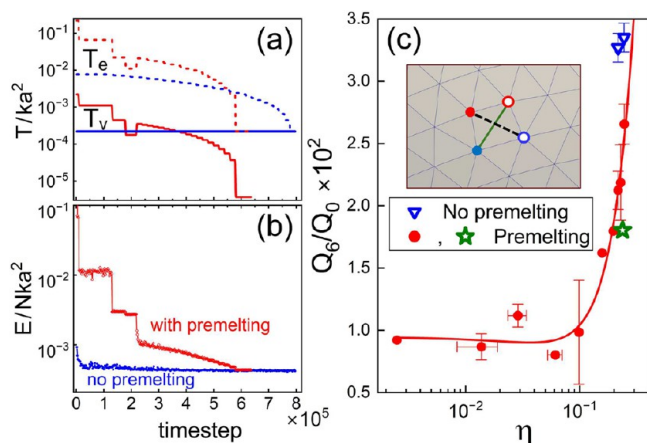 (a)
T/ka²
10⁻¹
10⁻²
10⁻³
10⁻⁴
10⁻⁵
Tₑ
Tᵥ
(b)
E/Nka²
10⁻²
10⁻³
with premelting
no premelting
0 1 2 3 4 5 6 7 8
×10⁵
timestep
(c)
Q₆/Q₀ ×10²
3.5
3.0
2.5
2.0
1.5
1.0
0.5
No premelting
, Premelting
10⁻² 10⁻¹
η